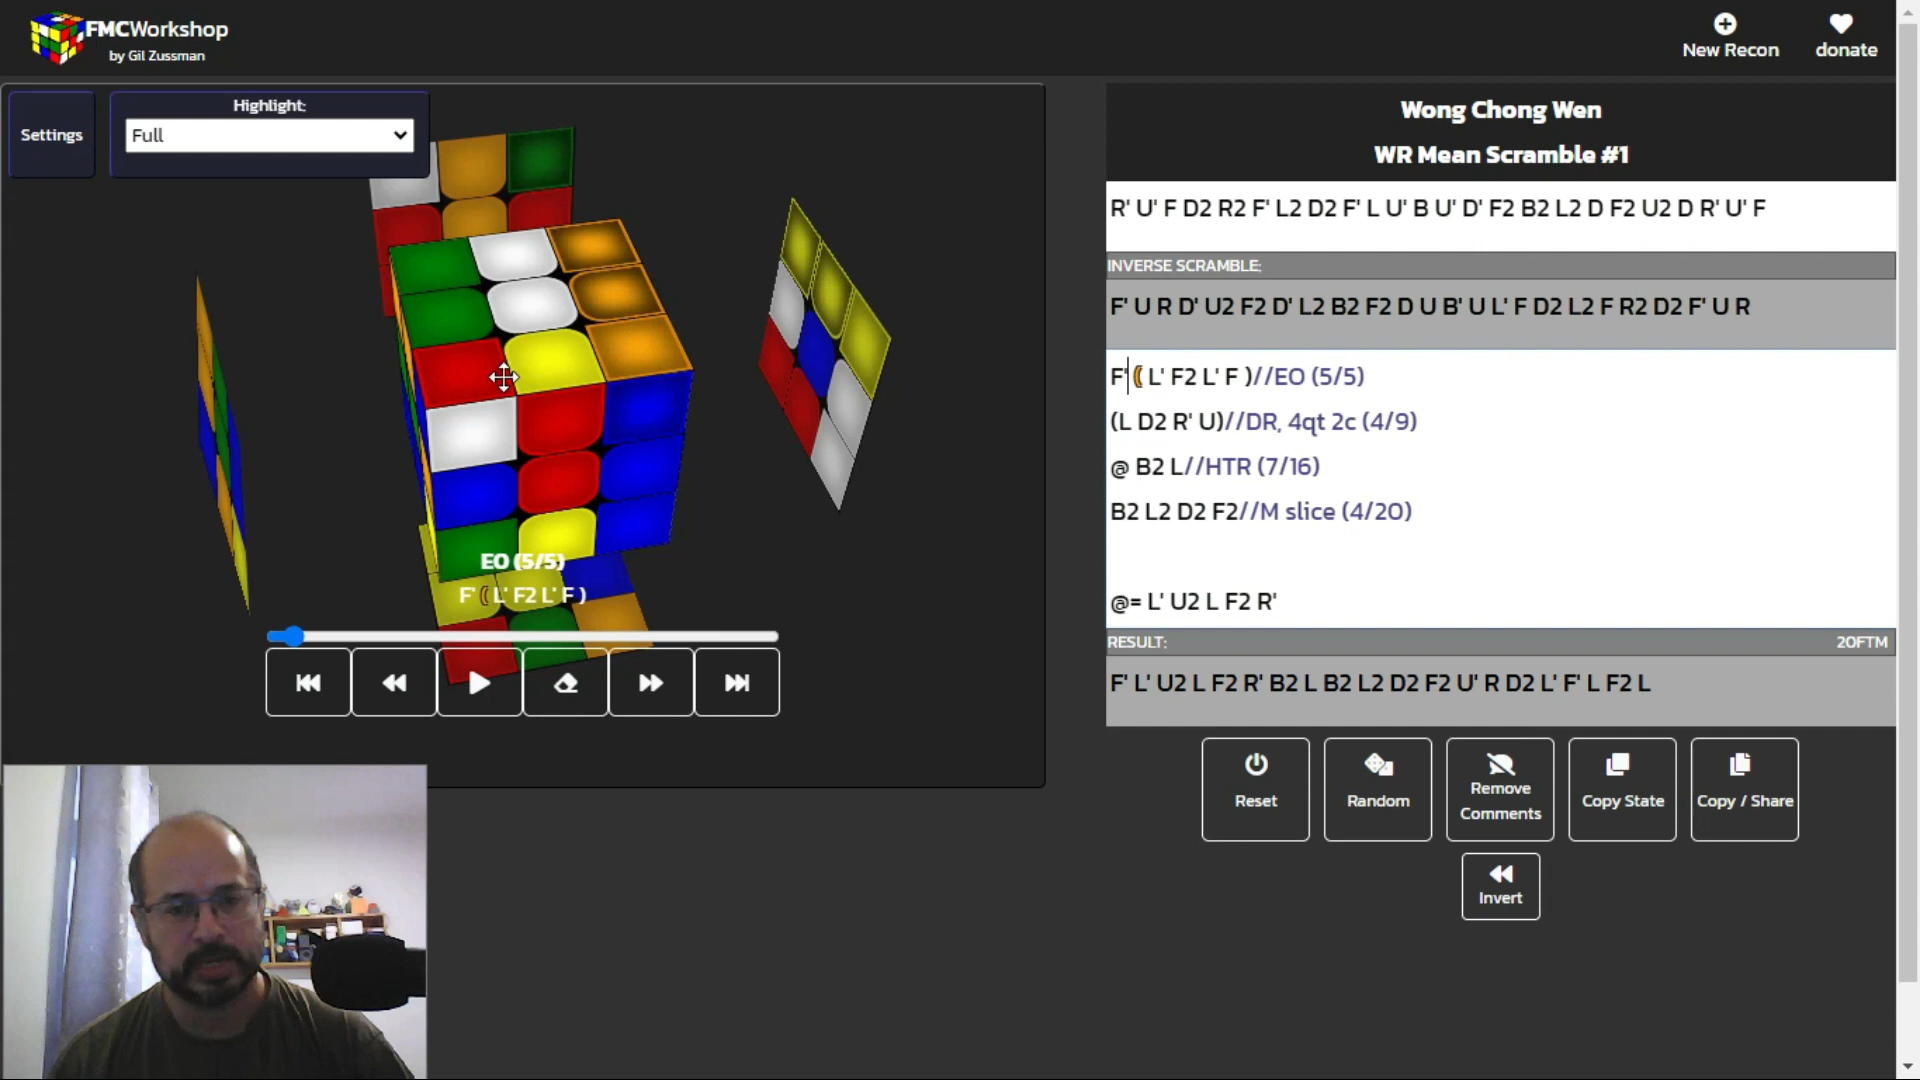 FMCWorkshop
by Gil Zussman
New Recon
donate
Settings
Highlight:
Full
EO (5/5)
F' ( L' F2 L' F )
Wong Chong Wen
WR Mean Scramble #1
R' U' F D2 R2 F' L2 D2 F' L U' B U' D' F2 B2 L2 D F2 U2 D R' U' F
INVERSE SCRAMBLE:
F' U R D' U2 F2 D' L2 B2 F2 D U B' U L' F D2 L2 F R2 D2 F' U R
F' ( L' F2 L' F )//EO (5/5)
(L D2 R' U)//DR, 4qt 2c (4/9)
@ B2 L//HTR (7/16)
B2 L2 D2 F2//M slice (4/20)
@= L' U2 L F2 R'
RESULT: 20FTM
F' L' U2 L F2 R' B2 L B2 L2 D2 F2 U' R D2 L' F' L F2 L
Reset
Random
Remove Comments
Copy State
Copy / Share
Invert